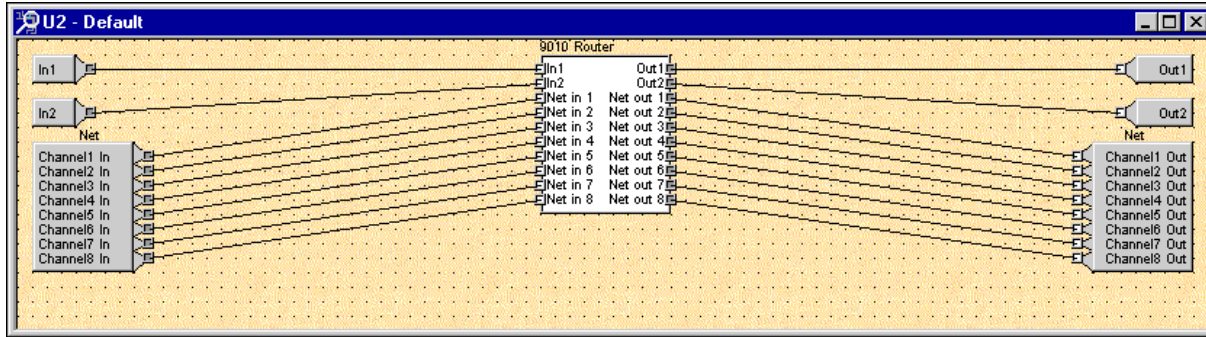 U2 - Default
9010 Router
In1
In1 Out1
Out1
In2
In2 Out2
Out2
Net
Net
Net in 1 Net out 1
Net in 2 Net out 2
Net in 3 Net out 3
Net in 4 Net out 4
Net in 5 Net out 5
Net in 6 Net out 6
Net in 7 Net out 7
Net in 8 Net out 8
Channel1 In
Channel2 In
Channel3 In
Channel4 In
Channel5 In
Channel6 In
Channel7 In
Channel8 In
Channel1 Out
Channel2 Out
Channel3 Out
Channel4 Out
Channel5 Out
Channel6 Out
Channel7 Out
Channel8 Out